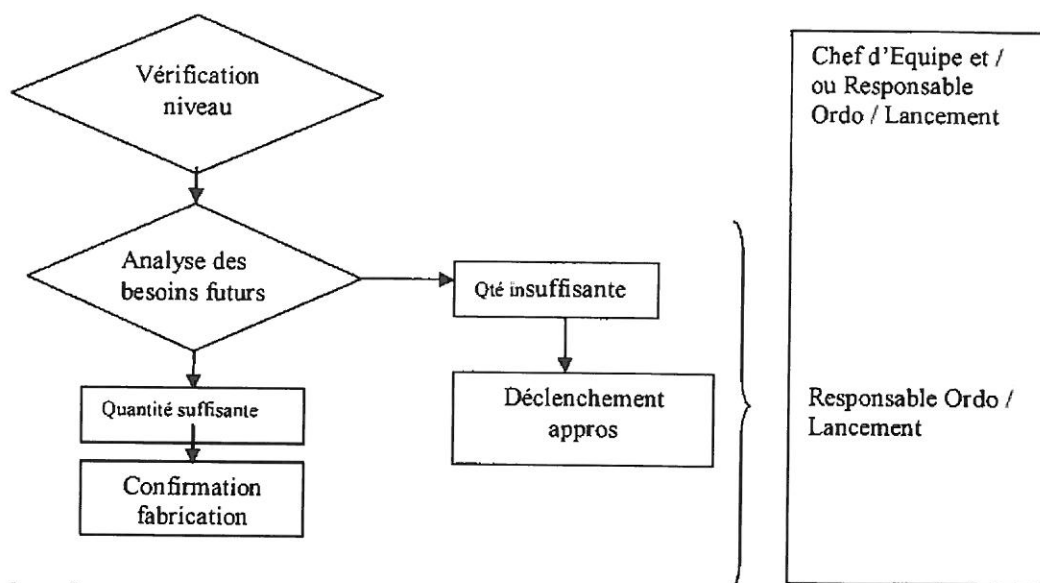 Vérification
niveau
Chef d'Equipe et /
ou Responsable
Ordo / Lancement
Analyse des
besoins futurs
Qté insuffisante
Quantité suffisante
Déclenchement
appros
Responsable Ordo /
Lancement
Confirmation
fabrication